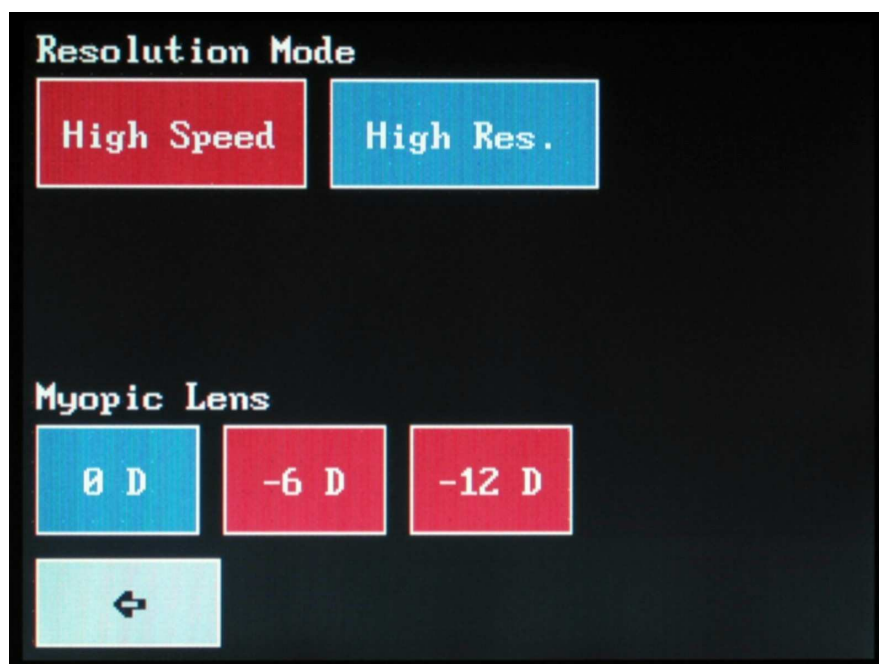 Resolution Mode
High Speed High Res.
Myopic Lens
0 D -6 D -12 D